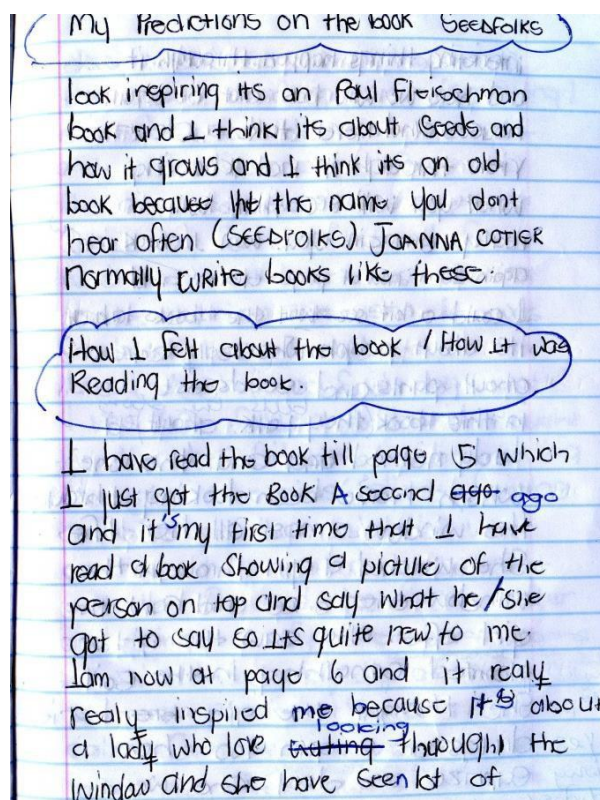 My Predictions on the book SEEDFOLKS
look inspiring its an Paul Fleischman
book and I think its about Seeds and
how it grows and I think its an old
book because the name you dont
hear often (SEEDFOLKS) JOANNA COTLER
Normally write books like these.
How I felt about the book / How It was
Reading the book.
I have read the book till page 5 which
I just got the Book A second ago ago
and it's my first time that I have
read a book Showing a picture of the
person on top and say what he/she
got to say so Its quite new to me.
I am now at page 6 and it realy
realy inspired me because it's about
looking
a lady who love thought the
window and she have seen lot of